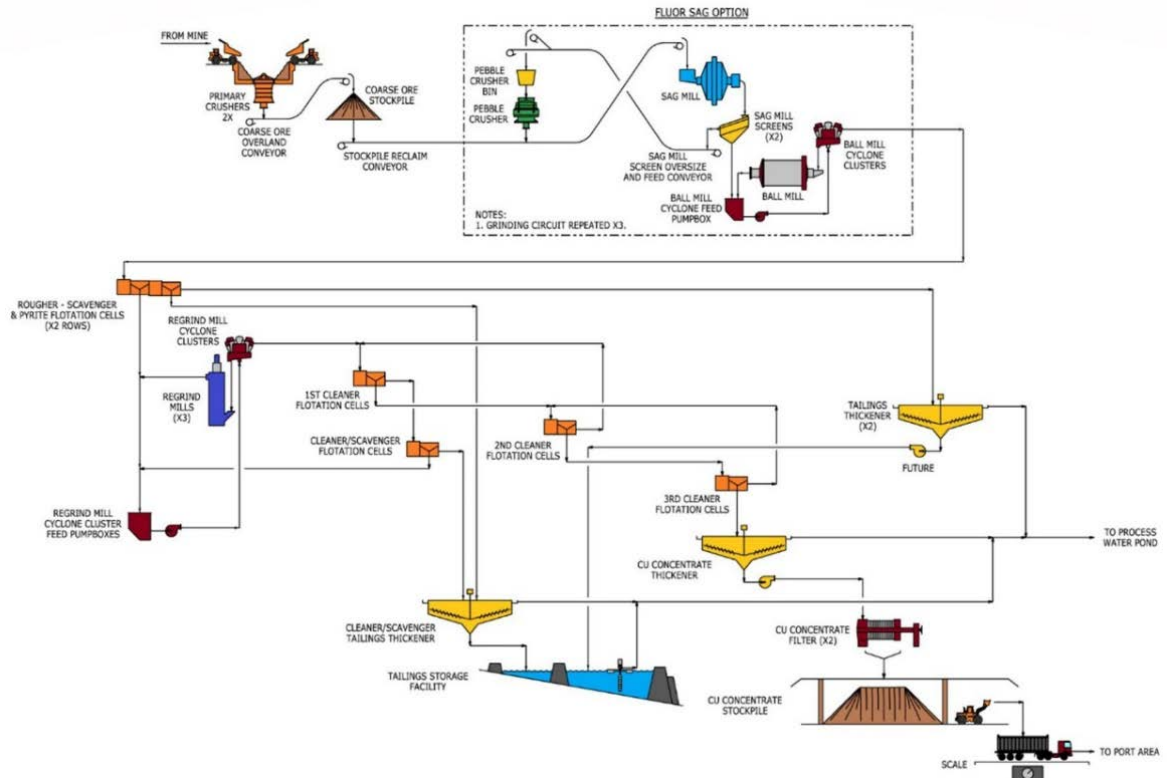 FLUOR SAG OPTION
FROM MINE
PRIMARY
CRUSHERS
2X
COARSE ORE
OVERLAND
CONVEYOR
COARSE ORE
STOCKPILE
STOCKPILE RECLAIM
CONVEYOR
PEBBLE
CRUSHER
BIN
PEBBLE
CRUSHER
SAG MILL
SAG MILL
SCREENS
(X2)
SAG MILL
SCREEN OVERSIZE
AND FEED CONVEYOR
BALL MILL
CYCLONE
CLUSTERS
BALL MILL
BALL MILL
CYCLONE FEED
PUMPBOX
NOTES:
1. GRINDING CIRCUIT REPEATED X3.
ROUGHER - SCAVENGER
& PYRITE FLOTATION CELLS
(X2 ROWS)
REGRIND MILL
CYCLONE
CLUSTERS
REGRIND
MILLS
(X3)
1ST CLEANER
FLOTATION CELLS
CLEANER/SCAVENGER
FLOTATION CELLS
2ND CLEANER
FLOTATION CELLS
TAILINGS
THICKENER
(X2)
FUTURE
3RD CLEANER
FLOTATION CELLS
REGRIND MILL
CYCLONE CLUSTER
FEED PUMPBOXES
TO PROCESS
WATER POND
CU CONCENTRATE
THICKENER
CLEANER/SCAVENGER
TAILINGS THICKENER
CU CONCENTRATE
FILTER (X2)
TAILINGS STORAGE
FACILITY
CU CONCENTRATE
STOCKPILE
TO PORT AREA
SCALE